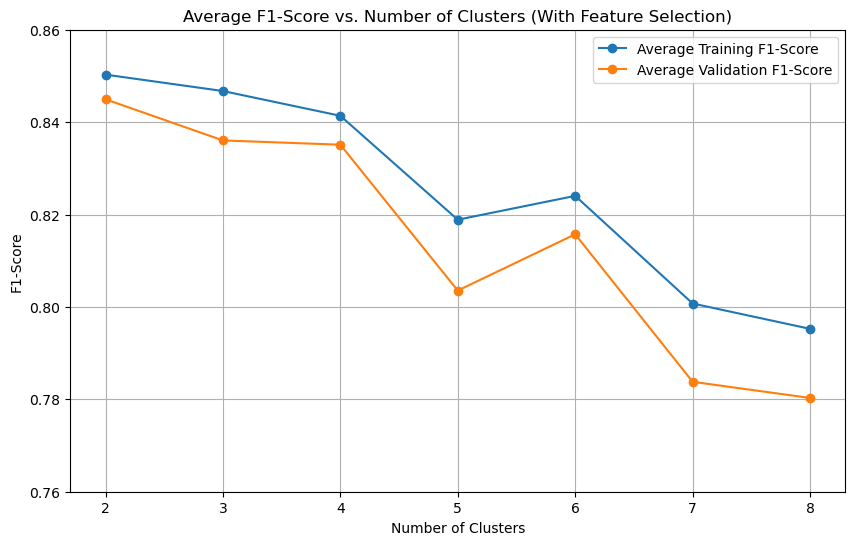 Average F1-Score vs. Number of Clusters (With Feature Selection)
Average Training F1-Score
Average Validation F1-Score
0.86
0.84
0.82
0.80
0.78
0.76
F1-Score
2 3 4 5 6 7 8
Number of Clusters